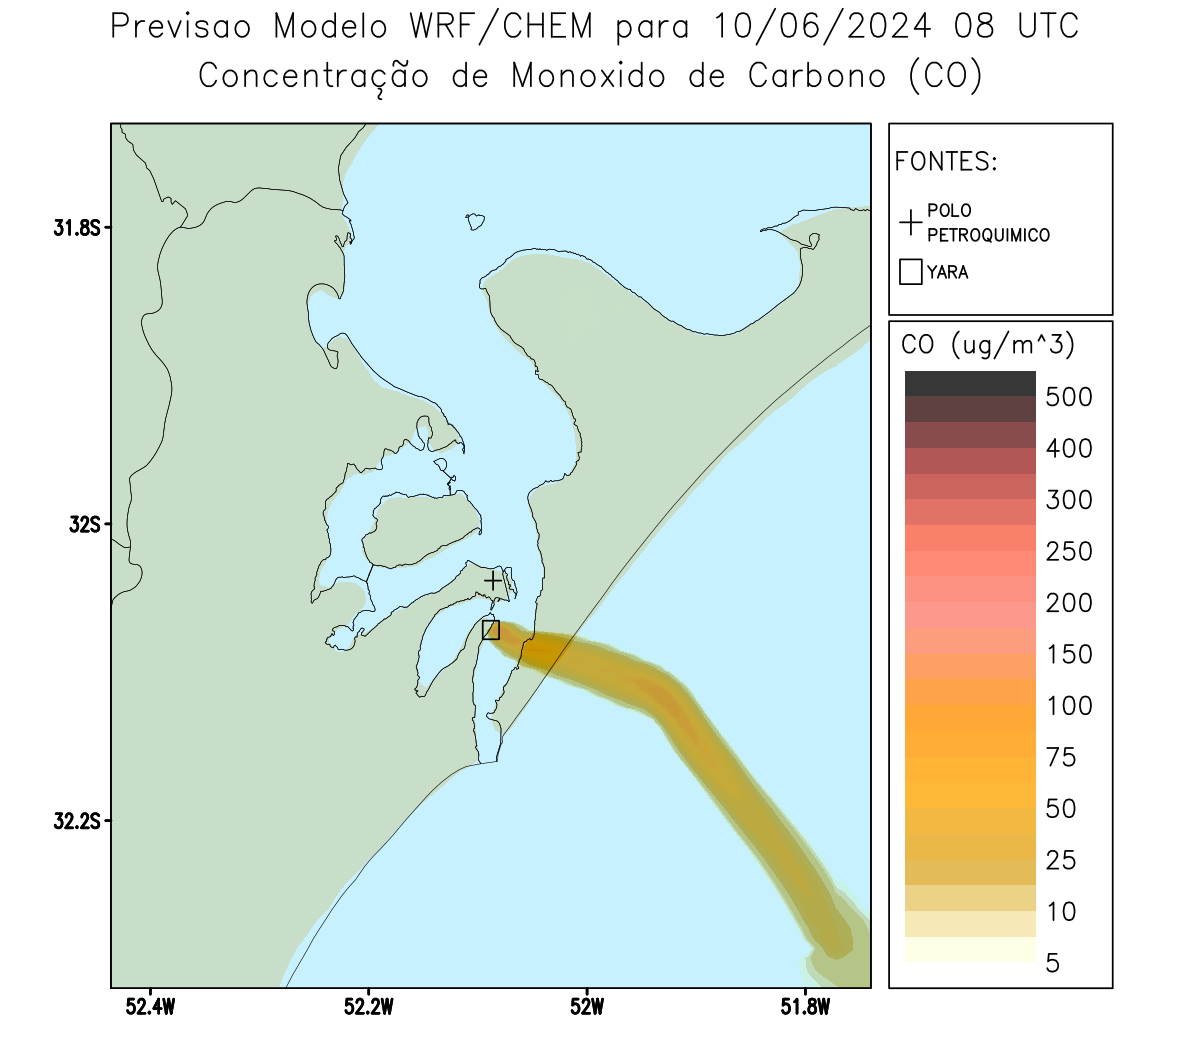 Previsao Modelo WRF/CHEM para 10/06/2024 08 UTC
Concentração de Monoxido de Carbono (CO)
FONTES:
POLO
PETROQUIMICO
YARA
CO (ug/m^3)
500
400
300
250
200
150
100
75
50
25
10
5
31.8S
32S
32.2S
52.4W
52.2W
52W
51.8W